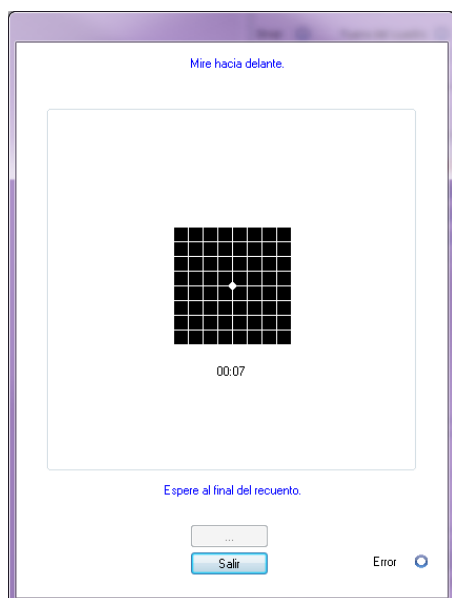 Mire hacia delante.
00:07
Espere al final del recuento.
...
Salir
Error